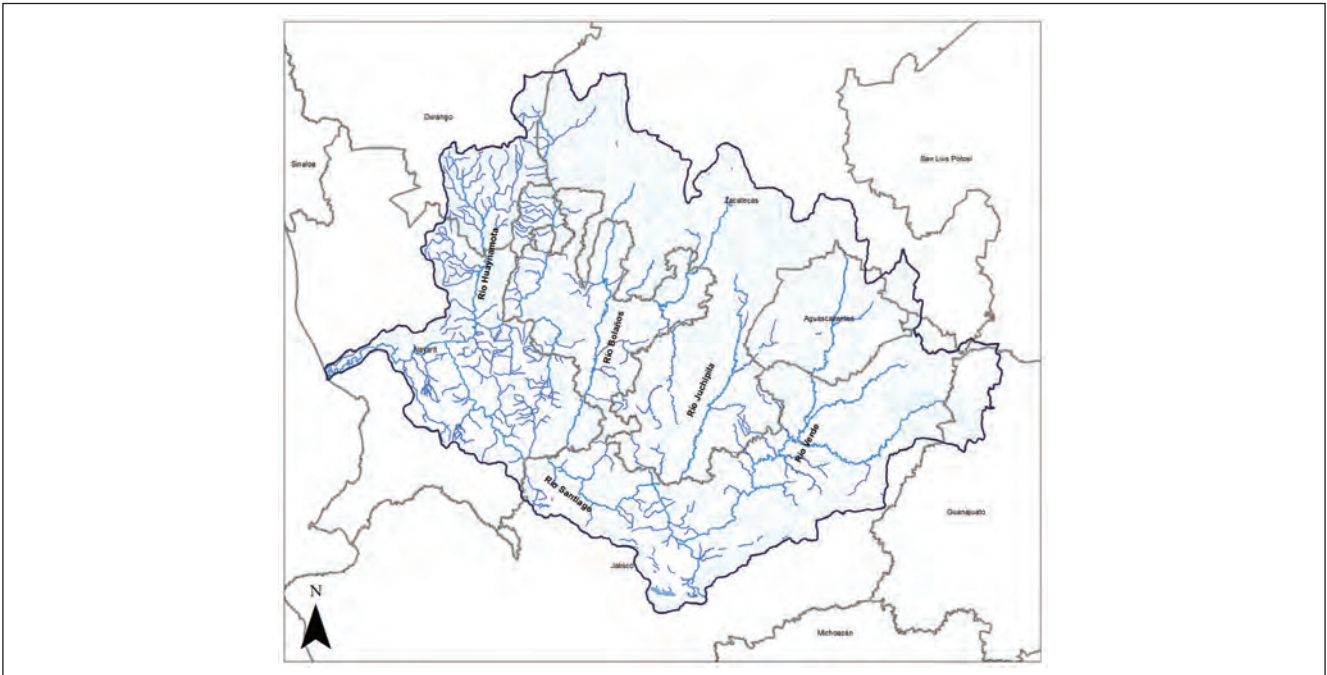 Durango
Sinaloa
San Luis Potosí
Zacatecas
Río Huaynamota
Río Bolaños
Aguascalientes
Nayarit
Río Juchipila
Río Verde
Río Santiago
Guanajuato
Jalisco
N
Michoacán